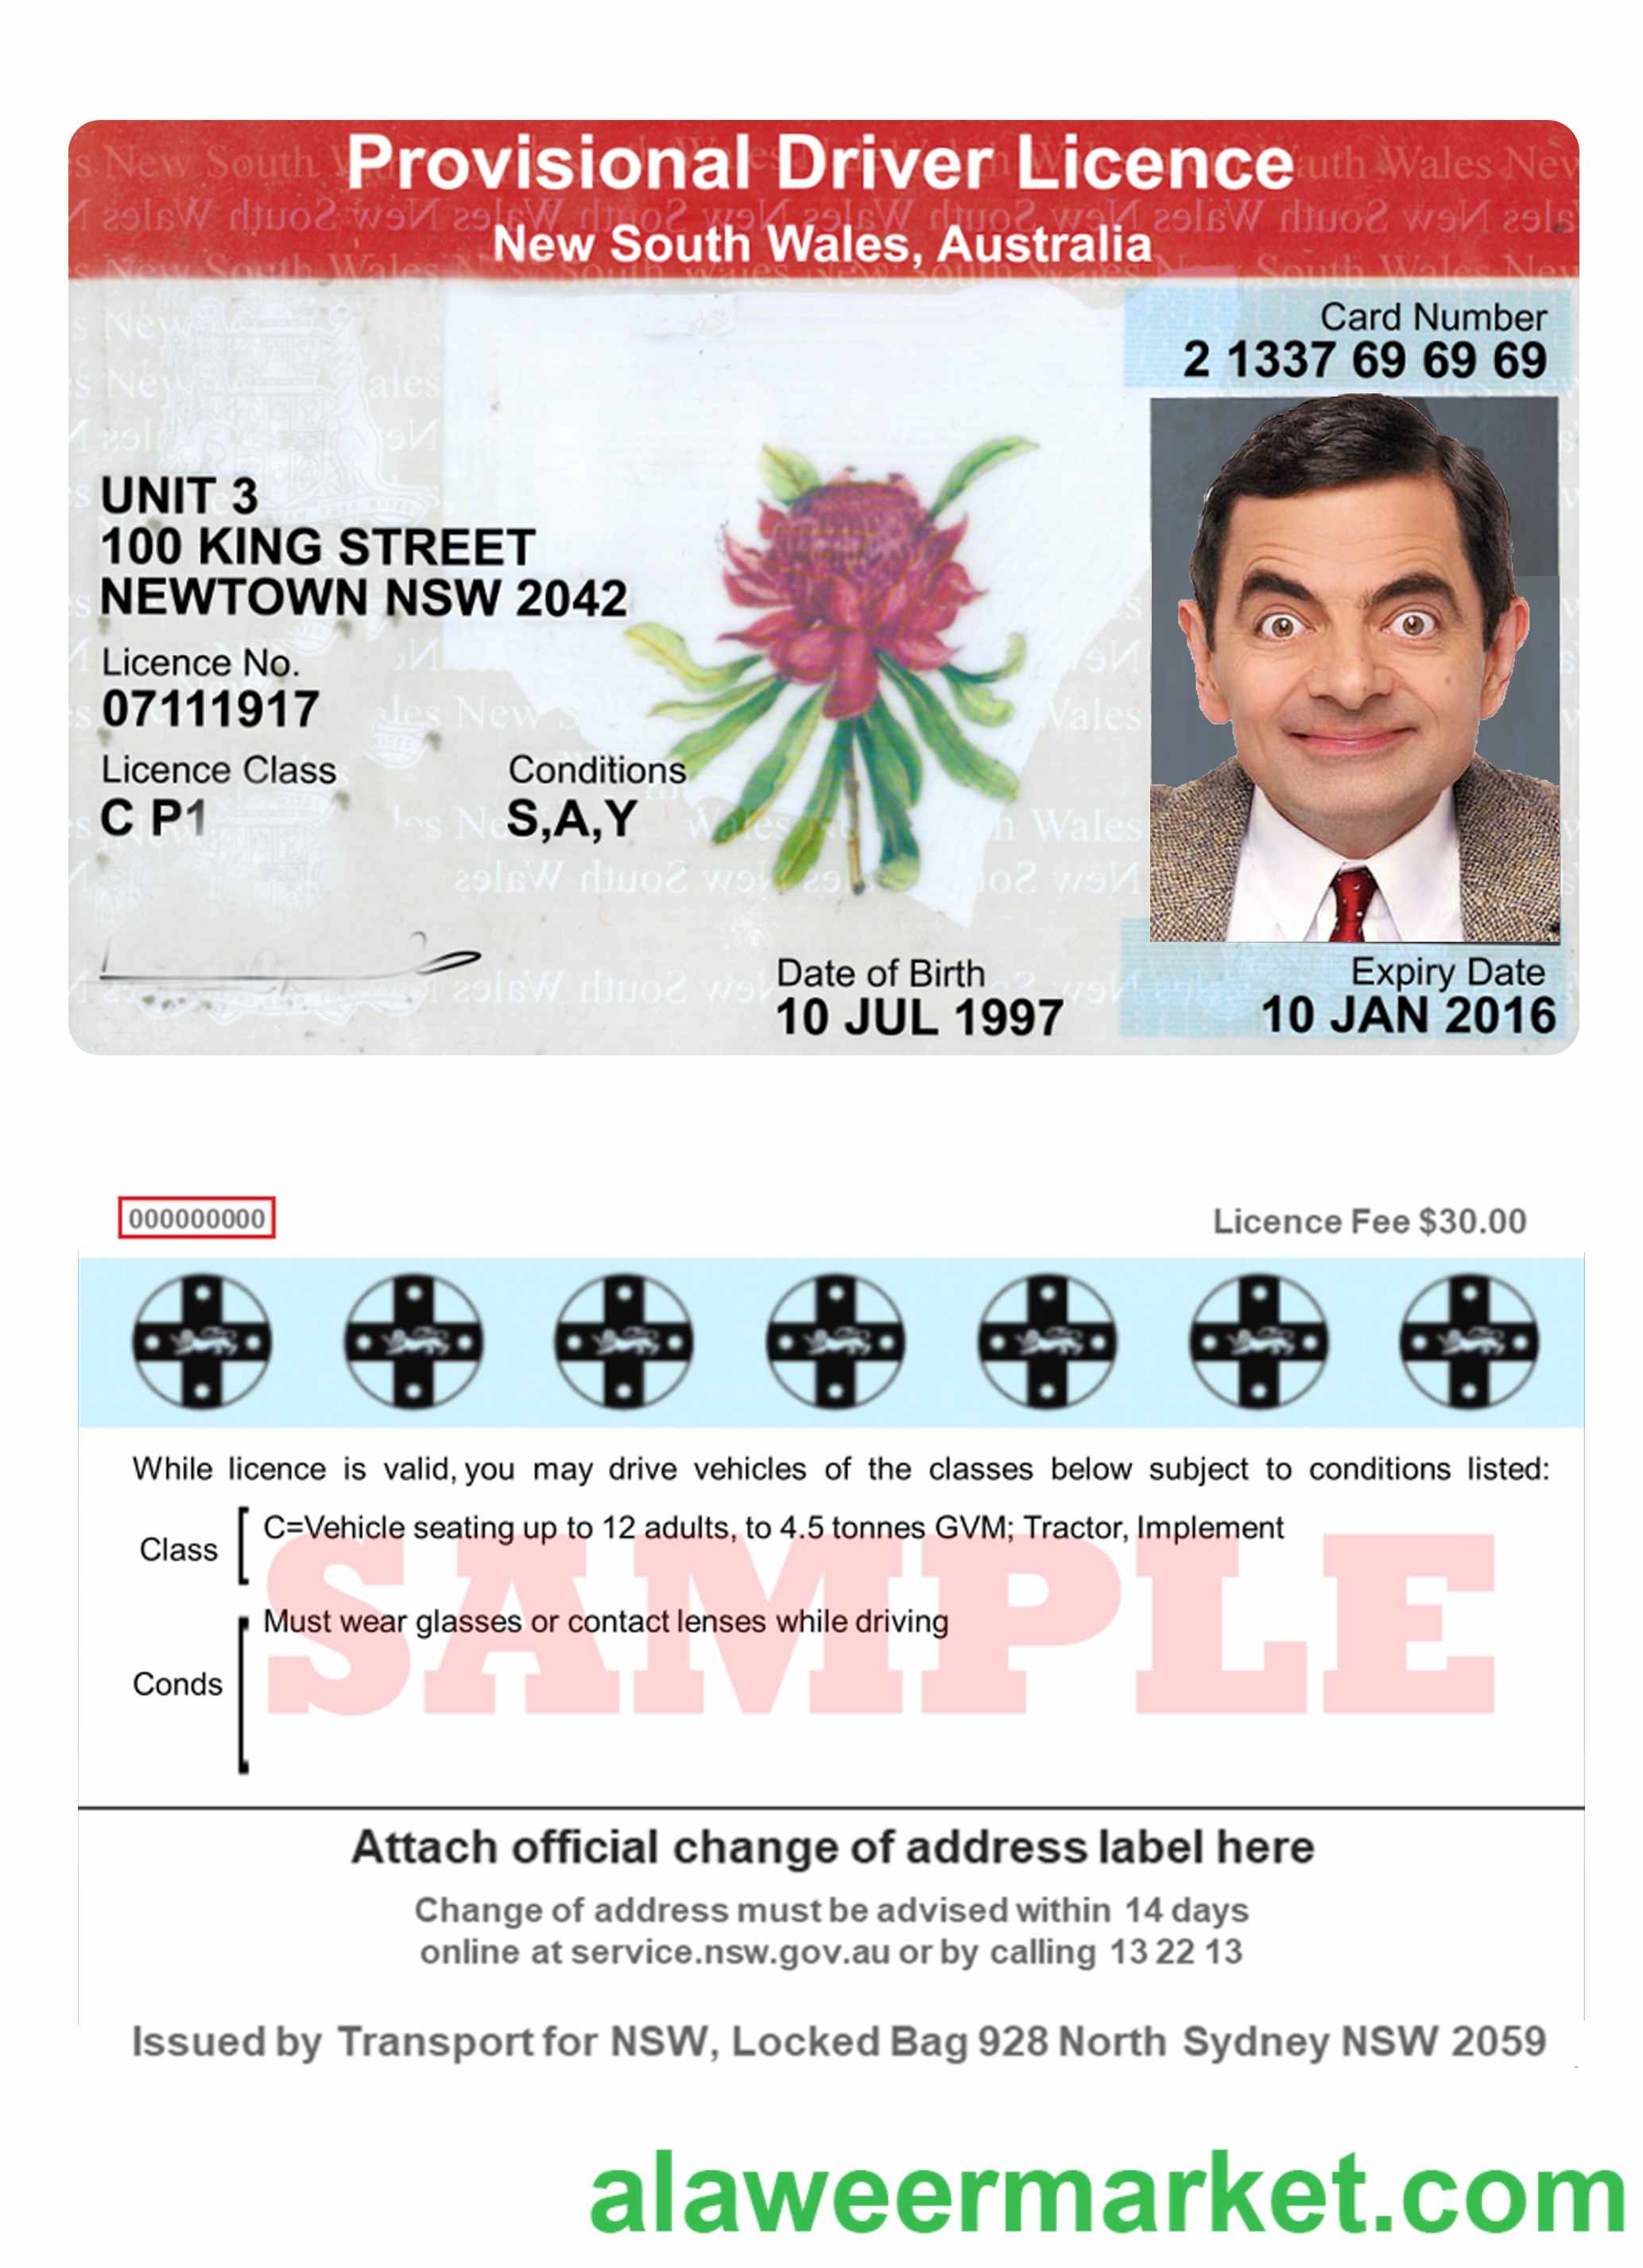 Provisional Driver Licence
New South Wales, Australia
Card Number
2 1337 69 69 69
UNIT 3
100 KING STREET
NEWTOWN NSW 2042
Licence No.
07111917
Licence Class
C P1
Conditions
S,A,Y
Date of Birth
10 JUL 1997
Expiry Date
10 JAN 2016
000000000
Licence Fee $30.00
While licence is valid, you may drive vehicles of the classes below subject to conditions listed:
Class
C=Vehicle seating up to 12 adults, to 4.5 tonnes GVM; Tractor, Implement
SAMPLE
Conds
Must wear glasses or contact lenses while driving
Attach official change of address label here
Change of address must be advised within 14 days
online at service.nsw.gov.au or by calling 13 22 13
Issued by Transport for NSW, Locked Bag 928 North Sydney NSW 2059
alaweermarket.com